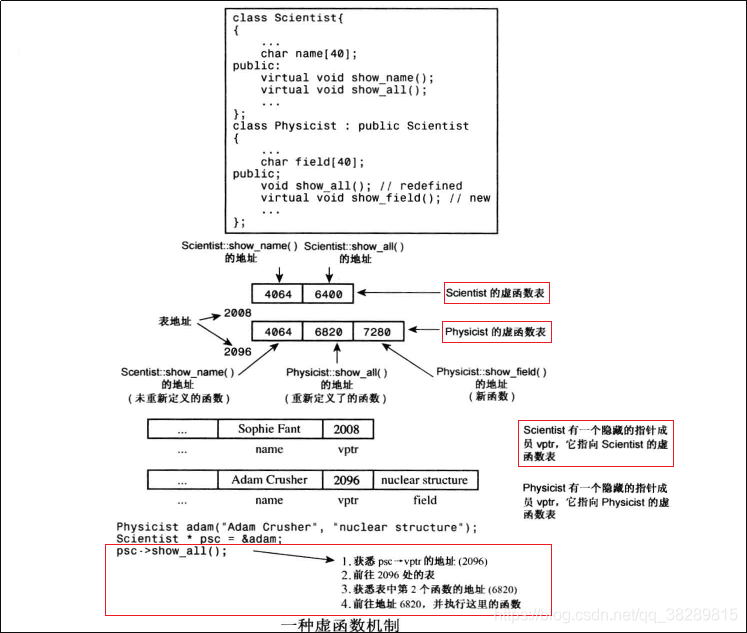 class Scientist{
{
...
char name[40];
public:
virtual void show_name();
virtual void show_all();
...
};
class Physicist : public Scientist
{
...
char field[40];
public;
void show_all(); // redefined
virtual void show_field(); // new
...
};
Scientist::show_name() Scientist::show_all()
的地址 的地址
4064 6400 Scientist 的虚函数表
2008
表地址
4064 6820 7280 Physicist 的虚函数表
2096
Scentist::show_name() Physicist::show_all() Physicist::show_field()
的地址 的地址 的地址
(未重新定义的函数) (重新定义了的函数) (新函数)
... Sophie Fant 2008
... name vptr
Scientist 有一个隐藏的指针成
员 vptr，它指向 Scientist 的虚
函数表
... Adam Crusher 2096 nuclear structure
... name vptr field
Physicist 有一个隐藏的指针成
员 vptr，它指向 Physicist 的虚
函数表
Physicist adam("Adam Crusher", "nuclear structure");
Scientist * psc = &adam;
psc->show_all();
1. 获悉 psc→vptr 的地址 (2096)
2. 前往 2096 处的表
3. 获悉表中第 2 个函数的地址 (6820)
4. 前往地址 6820，并执行这里的函数
https://blog.csdn.net/qq_38289815
一种虚函数机制